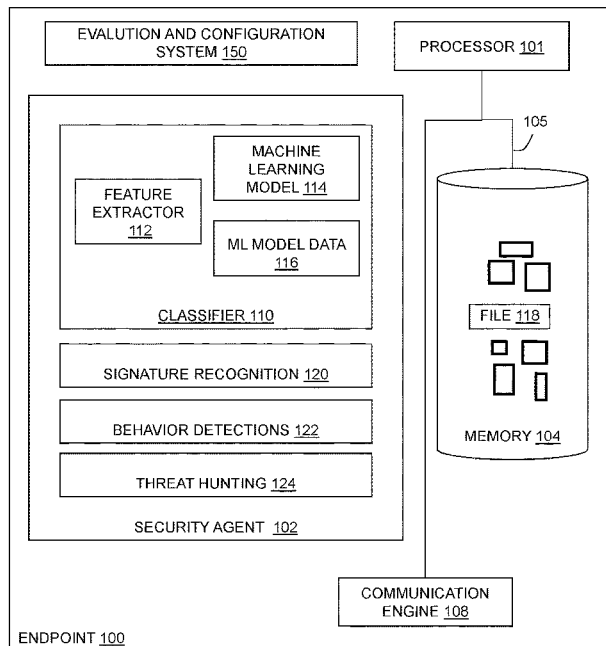 EVALUTION AND CONFIGURATION
SYSTEM 150
PROCESSOR 101
105
MACHINE
LEARNING
MODEL 114
FEATURE
EXTRACTOR
112
ML MODEL DATA
116
CLASSIFIER 110
FILE 118
SIGNATURE RECOGNITION 120
BEHAVIOR DETECTIONS 122
MEMORY 104
THREAT HUNTING 124
SECURITY AGENT 102
COMMUNICATION
ENGINE 108
ENDPOINT 100